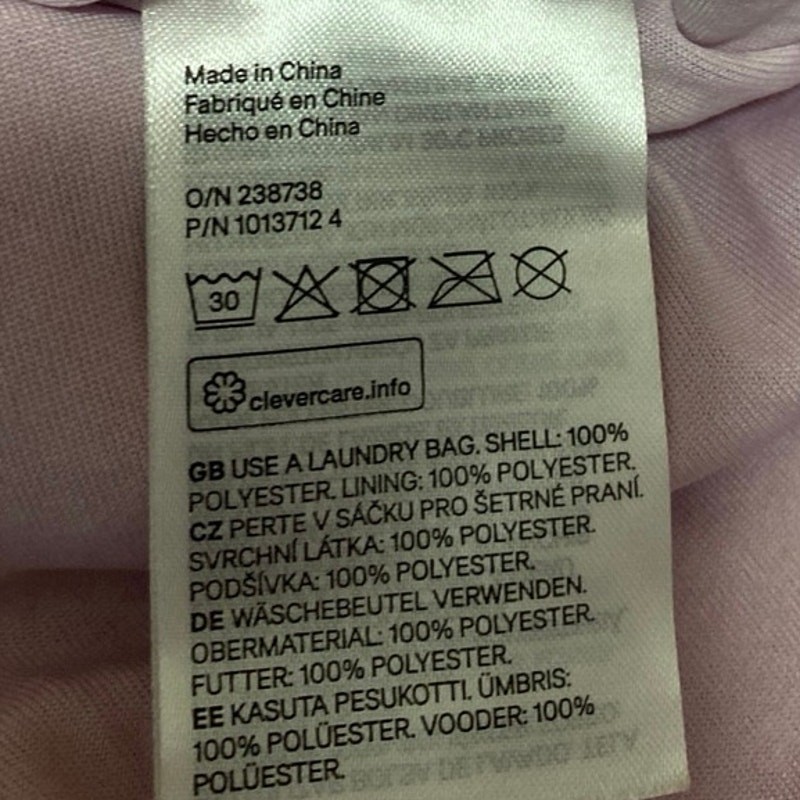 Made in China
Fabriqué en Chine
Hecho en China
O/N 238738
P/N 1013712 4
30
clevercare.info
GB USE A LAUNDRY BAG. SHELL: 100%
POLYESTER. LINING: 100% POLYESTER.
CZ PERTE V SÁČKU PRO ŠETRNÉ PRANÍ.
SVRCHNÍ LÁTKA: 100% POLYESTER.
PODŠÍVKA: 100% POLYESTER.
DE WÄSCHEBEUTEL VERWENDEN.
OBERMATERIAL: 100% POLYESTER.
FUTTER: 100% POLYESTER.
EE KASUTA PESUKOTTI. ÜMBRIS:
100% POLÜESTER. VOODER: 100%
POLÜESTER.